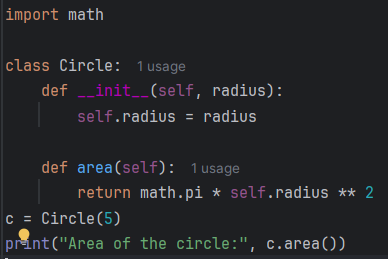 import math
class Circle: 1 usage
def __init__(self, radius):
self.radius = radius
def area(self): 1 usage
return math.pi * self.radius ** 2
c = Circle(5)
print("Area of the circle:", c.area())